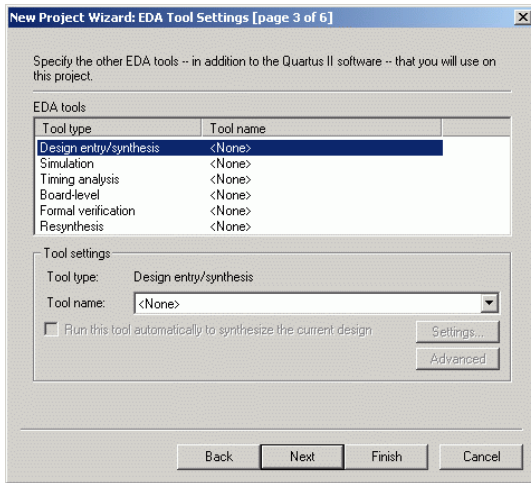 New Project Wizard: EDA Tool Settings [page 3 of 6]
Specify the other EDA tools -- in addition to the Quartus II software -- that you will use on
this project.
EDA tools
Tool type Tool name
Design entry/synthesis <None>
Simulation <None>
Timing analysis <None>
Board-level <None>
Formal verification <None>
Resynthesis <None>
Tool settings
Tool type: Design entry/synthesis
Tool name: <None>
Run this tool automatically to synthesize the current design Settings...
Advanced
Back Next Finish Cancel